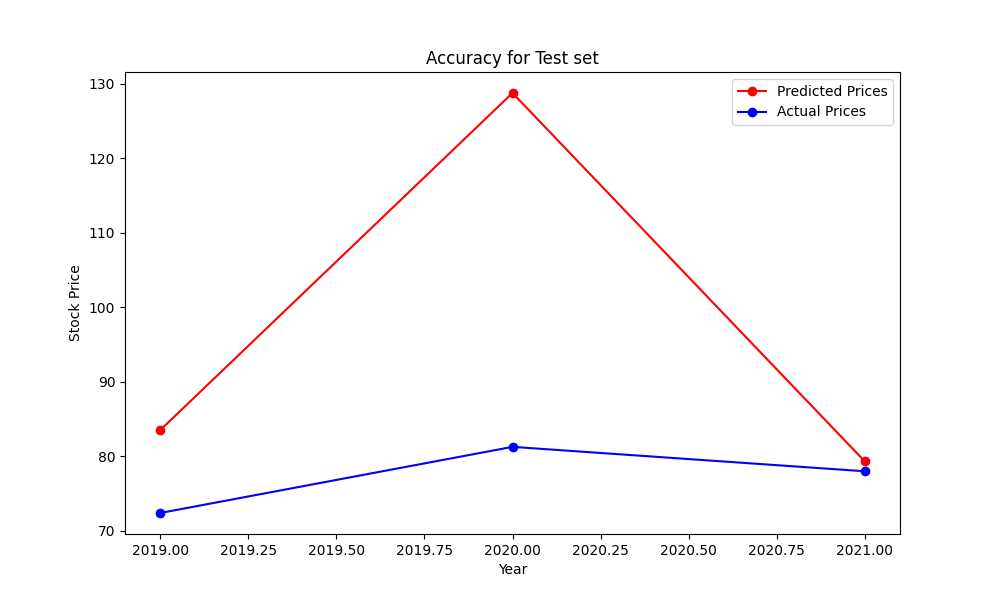 Accuracy for Test set
Predicted Prices
Actual Prices
130
120
110
100
90
80
70
Stock Price
2019.00 2019.25 2019.50 2019.75 2020.00 2020.25 2020.50 2020.75 2021.00
Year